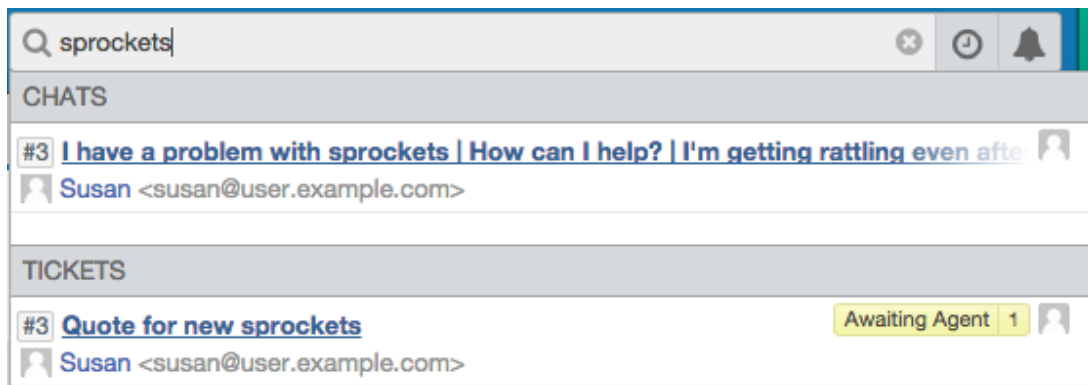 sprockets
CHATS
#3 I have a problem with sprockets | How can I help? | I'm getting rattling even after
Susan <susan@user.example.com>
TICKETS
#3 Quote for new sprockets Awaiting Agent 1
Susan <susan@user.example.com>